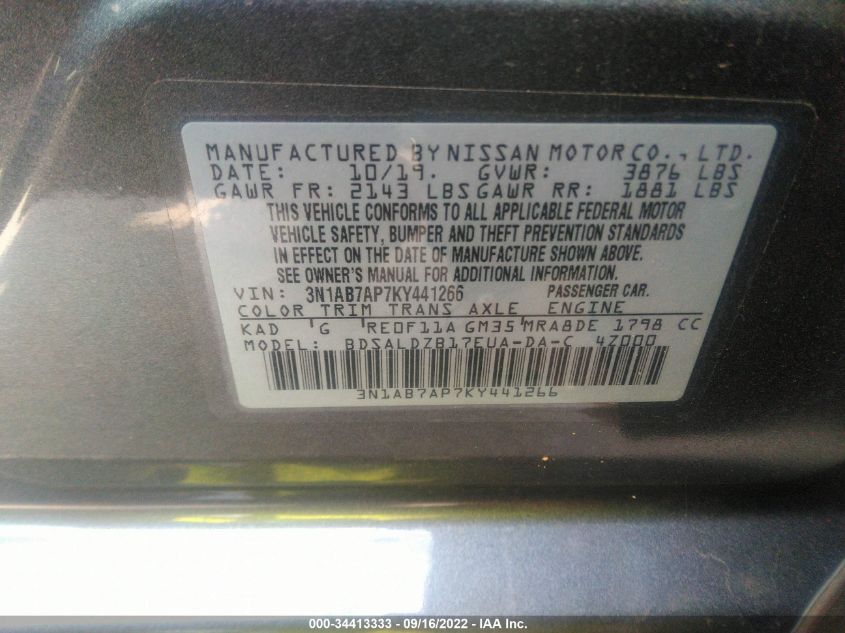 MANUFACTURED BY NISSAN MOTOR CO., LTD.
DATE: 10/19. GVWR: 3876 LBS
GAWR FR: 2143 LBS GAWR RR: 1881 LBS
THIS VEHICLE CONFORMS TO ALL APPLICABLE FEDERAL MOTOR
VEHICLE SAFETY, BUMPER AND THEFT PREVENTION STANDARDS
IN EFFECT ON THE DATE OF MANUFACTURE SHOWN ABOVE.
SEE OWNER'S MANUAL FOR ADDITIONAL INFORMATION.
VIN: 3N1AB7AP7KY441266 PASSENGER CAR.
COLOR TRIM TRANS AXLE ENGINE
KAD G RE0F11A GM35 MRA8DE 1798 CC
MODEL: BDSALDZB17EUA-DA-C 4Z000
3N1AB7AP7KY441266
000-34413333 - 09/16/2022 - IAA Inc.